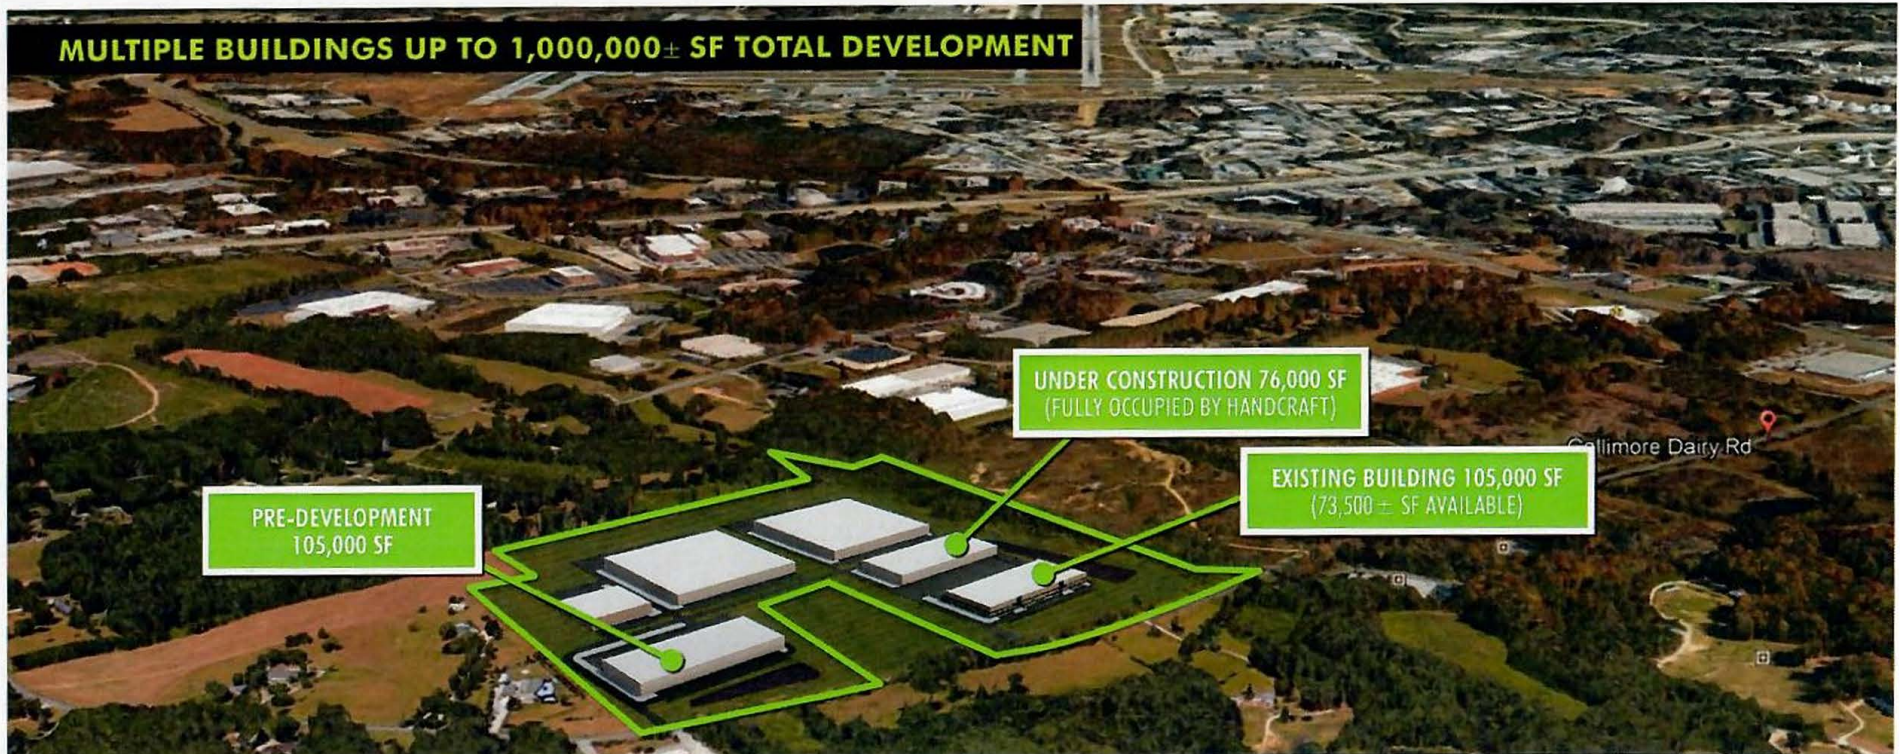 MULTIPLE BUILDINGS UP TO 1,000,000± SF TOTAL DEVELOPMENT
UNDER CONSTRUCTION 76,000 SF
(FULLY OCCUPIED BY HANDCRAFT)
Gallimore Dairy Rd
EXISTING BUILDING 105,000 SF
(73,500± SF AVAILABLE)
PRE-DEVELOPMENT
105,000 SF